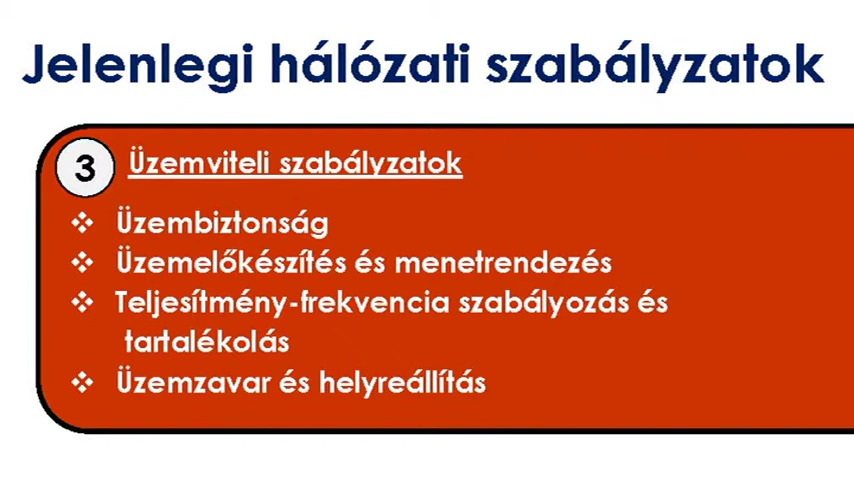 Jelenlegi hálózati szabályzatok
3 Üzemviteli szabályzatok
❖ Üzembiztonság
❖ Üzemelőkészítés és menetrendezés
❖ Teljesítmény-frekvencia szabályozás és
tartalékolás
❖ Üzemzavar és helyreállítás